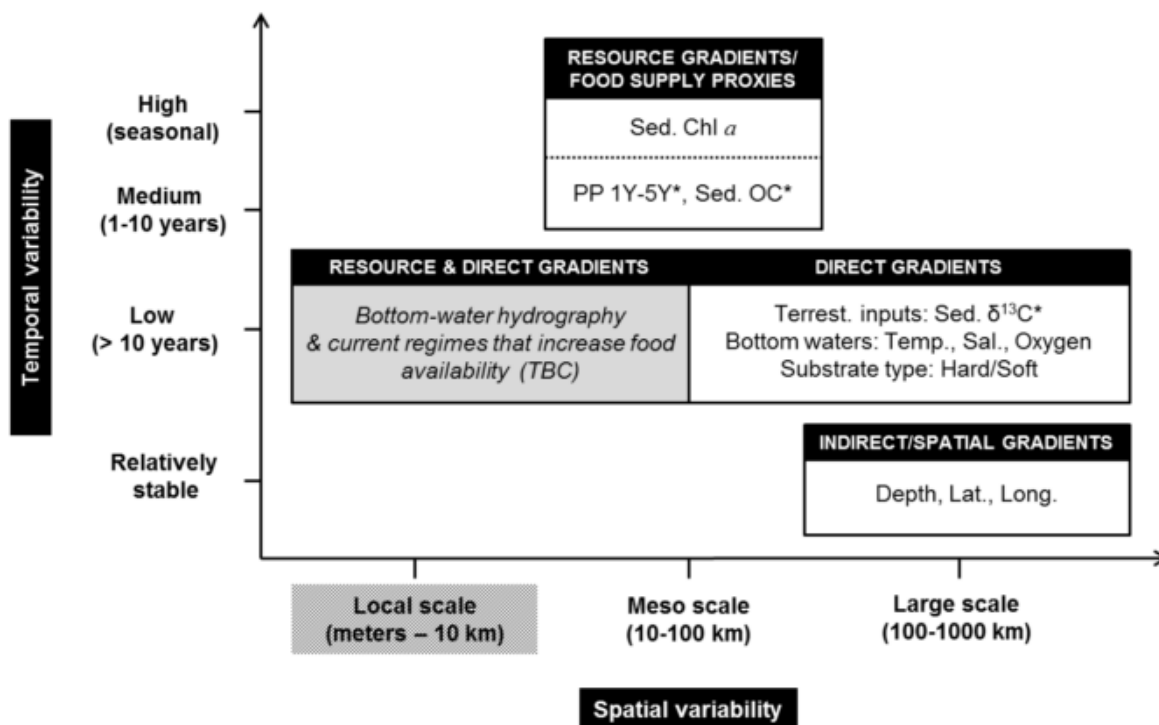 RESOURCE GRADIENTS/
FOOD SUPPLY PROXIES
High
(seasonal)
Sed. Chl a
Medium
(1-10 years)
PP 1Y-5Y*, Sed. OC*
Temporal variability
RESOURCE & DIRECT GRADIENTS
DIRECT GRADIENTS
Low
(> 10 years)
Bottom-water hydrography
& current regimes that increase food
availability (TBC)
Terrest. inputs: Sed. δ¹³C*
Bottom waters: Temp., Sal., Oxygen
Substrate type: Hard/Soft
INDIRECT/SPATIAL GRADIENTS
Relatively
stable
Depth, Lat., Long.
Local scale
(meters – 10 km)
Meso scale
(10-100 km)
Large scale
(100-1000 km)
Spatial variability